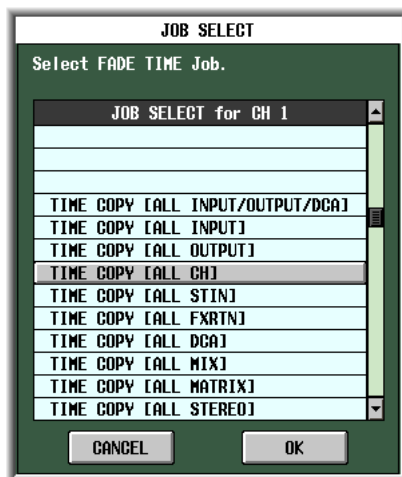 JOB SELECT
Select FADE TIME Job.
JOB SELECT for CH 1
TIME COPY [ALL INPUT/OUTPUT/DCA]
TIME COPY [ALL INPUT]
TIME COPY [ALL OUTPUT]
TIME COPY [ALL CH]
TIME COPY [ALL STIN]
TIME COPY [ALL FXRTN]
TIME COPY [ALL DCA]
TIME COPY [ALL MIX]
TIME COPY [ALL MATRIX]
TIME COPY [ALL STEREO]
CANCEL OK